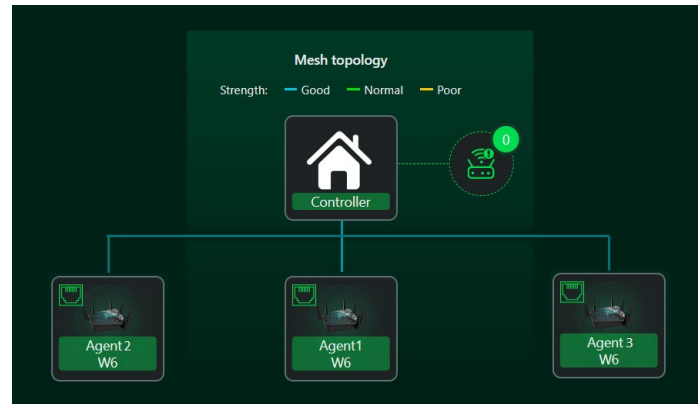 Mesh topology
Strength: Good Normal Poor
0
Controller
Agent 2
W6
Agent1
W6
Agent 3
W6